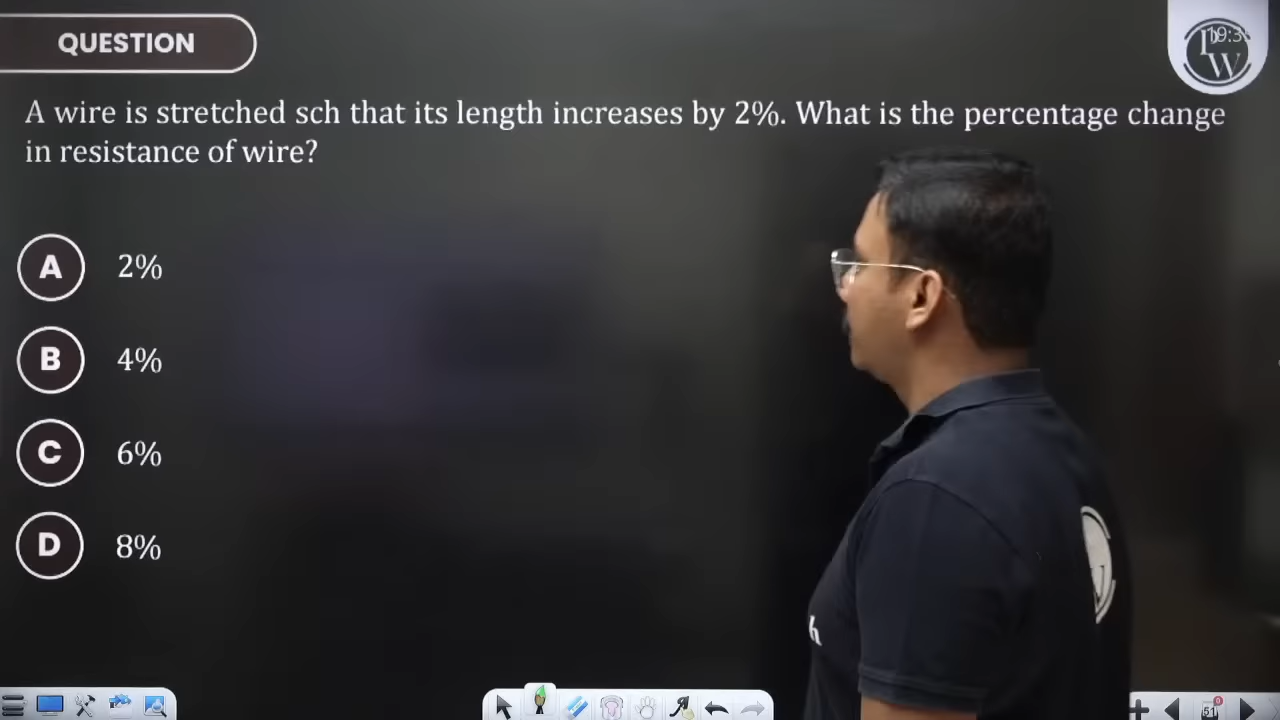 QUESTION
A wire is stretched sch that its length increases by 2%. What is the percentage change
in resistance of wire?
A 2%
B 4%
C 6%
D 8%
W
h
51